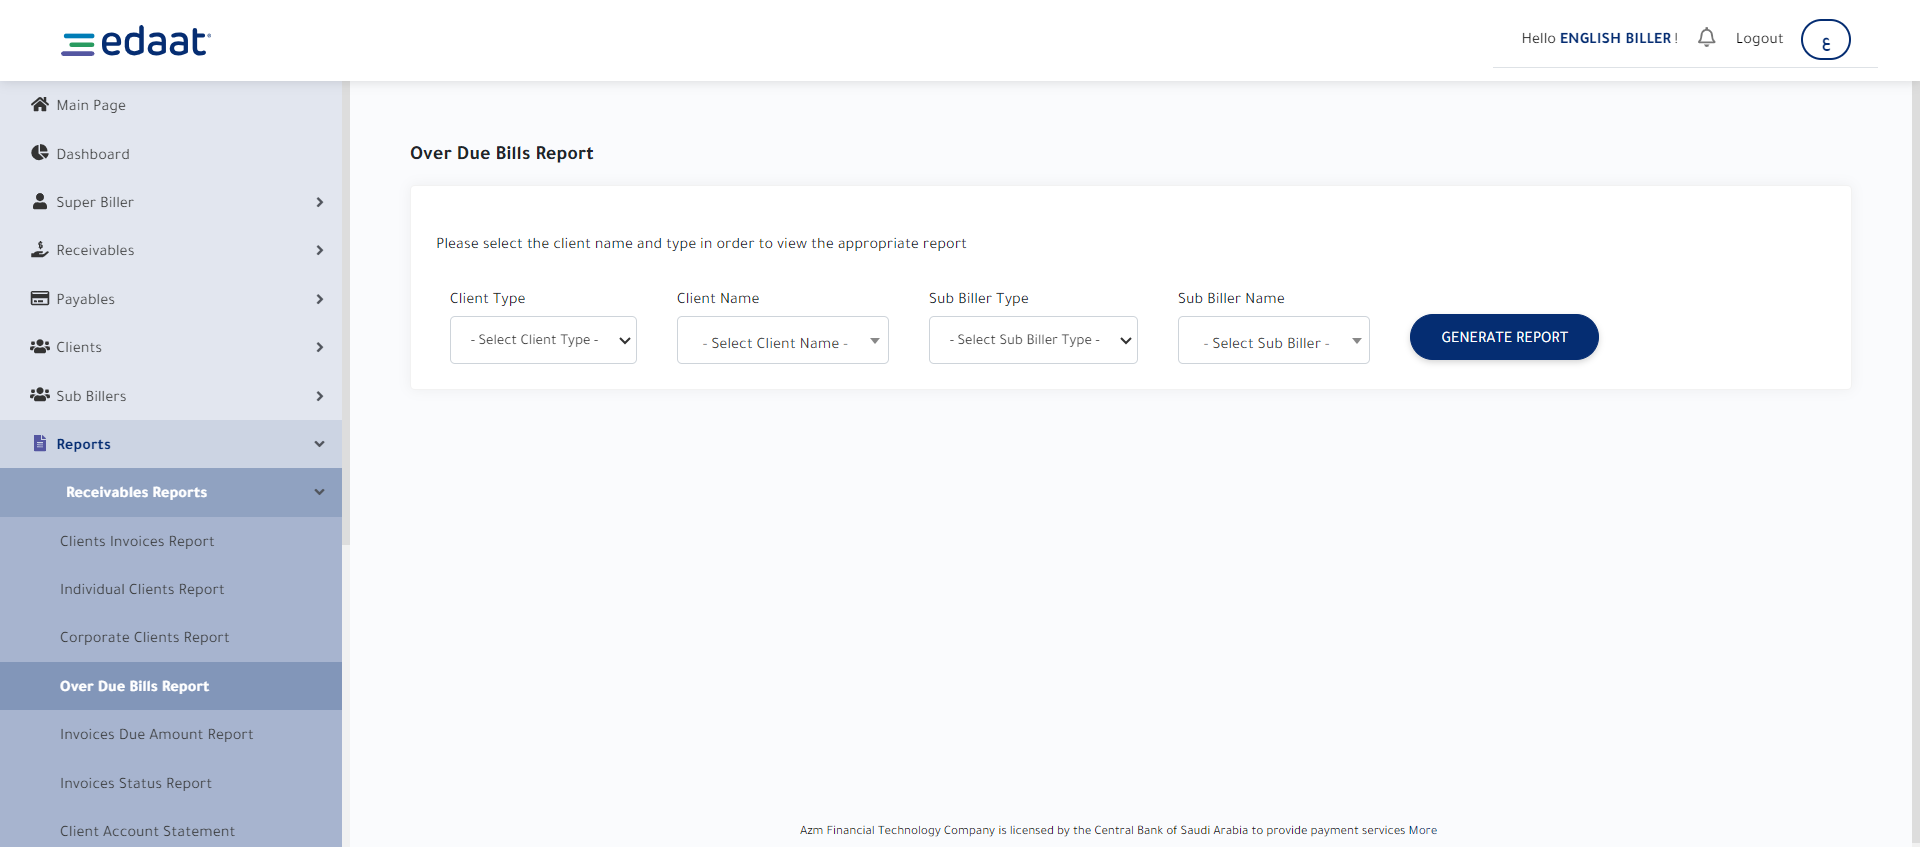 edaat
Hello ENGLISH BILLER !
Logout
ع
Main Page
Dashboard
Super Biller
Receivables
Payables
Clients
Sub Billers
Reports
Receivables Reports
Clients Invoices Report
Individual Clients Report
Corporate Clients Report
Over Due Bills Report
Invoices Due Amount Report
Invoices Status Report
Client Account Statement
Over Due Bills Report
Please select the client name and type in order to view the appropriate report
Client Type
- Select Client Type -
Client Name
- Select Client Name -
Sub Biller Type
- Select Sub Biller Type -
Sub Biller Name
- Select Sub Biller -
GENERATE REPORT
Azm Financial Technology Company is licensed by the Central Bank of Saudi Arabia to provide payment services More